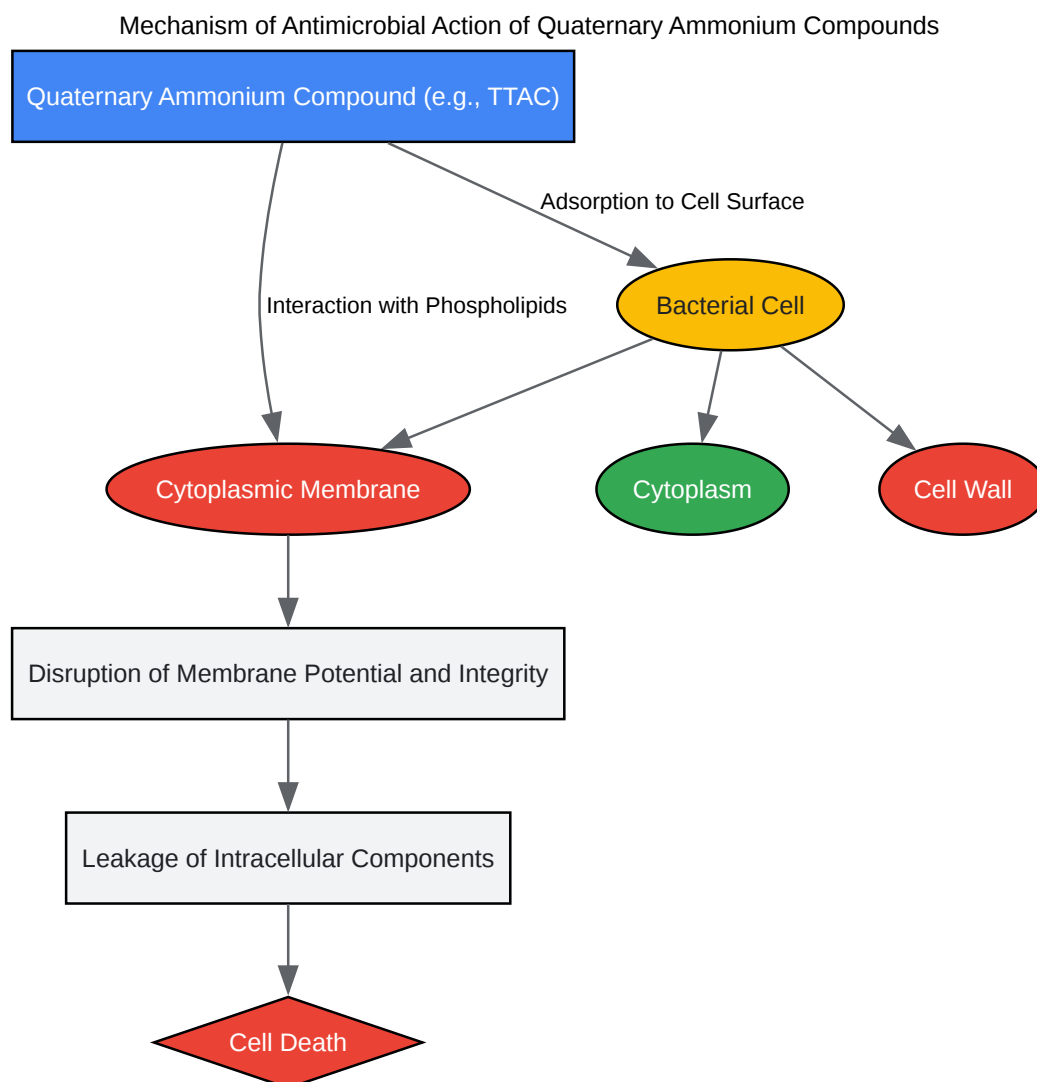 Mechanism of Antimicrobial Action of Quaternary Ammonium Compounds
Quaternary Ammonium Compound (e.g., TTAC)
Adsorption to Cell Surface
Interaction with Phospholipids
Bacterial Cell
Cytoplasmic Membrane
Cytoplasm
Cell Wall
Disruption of Membrane Potential and Integrity
Leakage of Intracellular Components
Cell Death